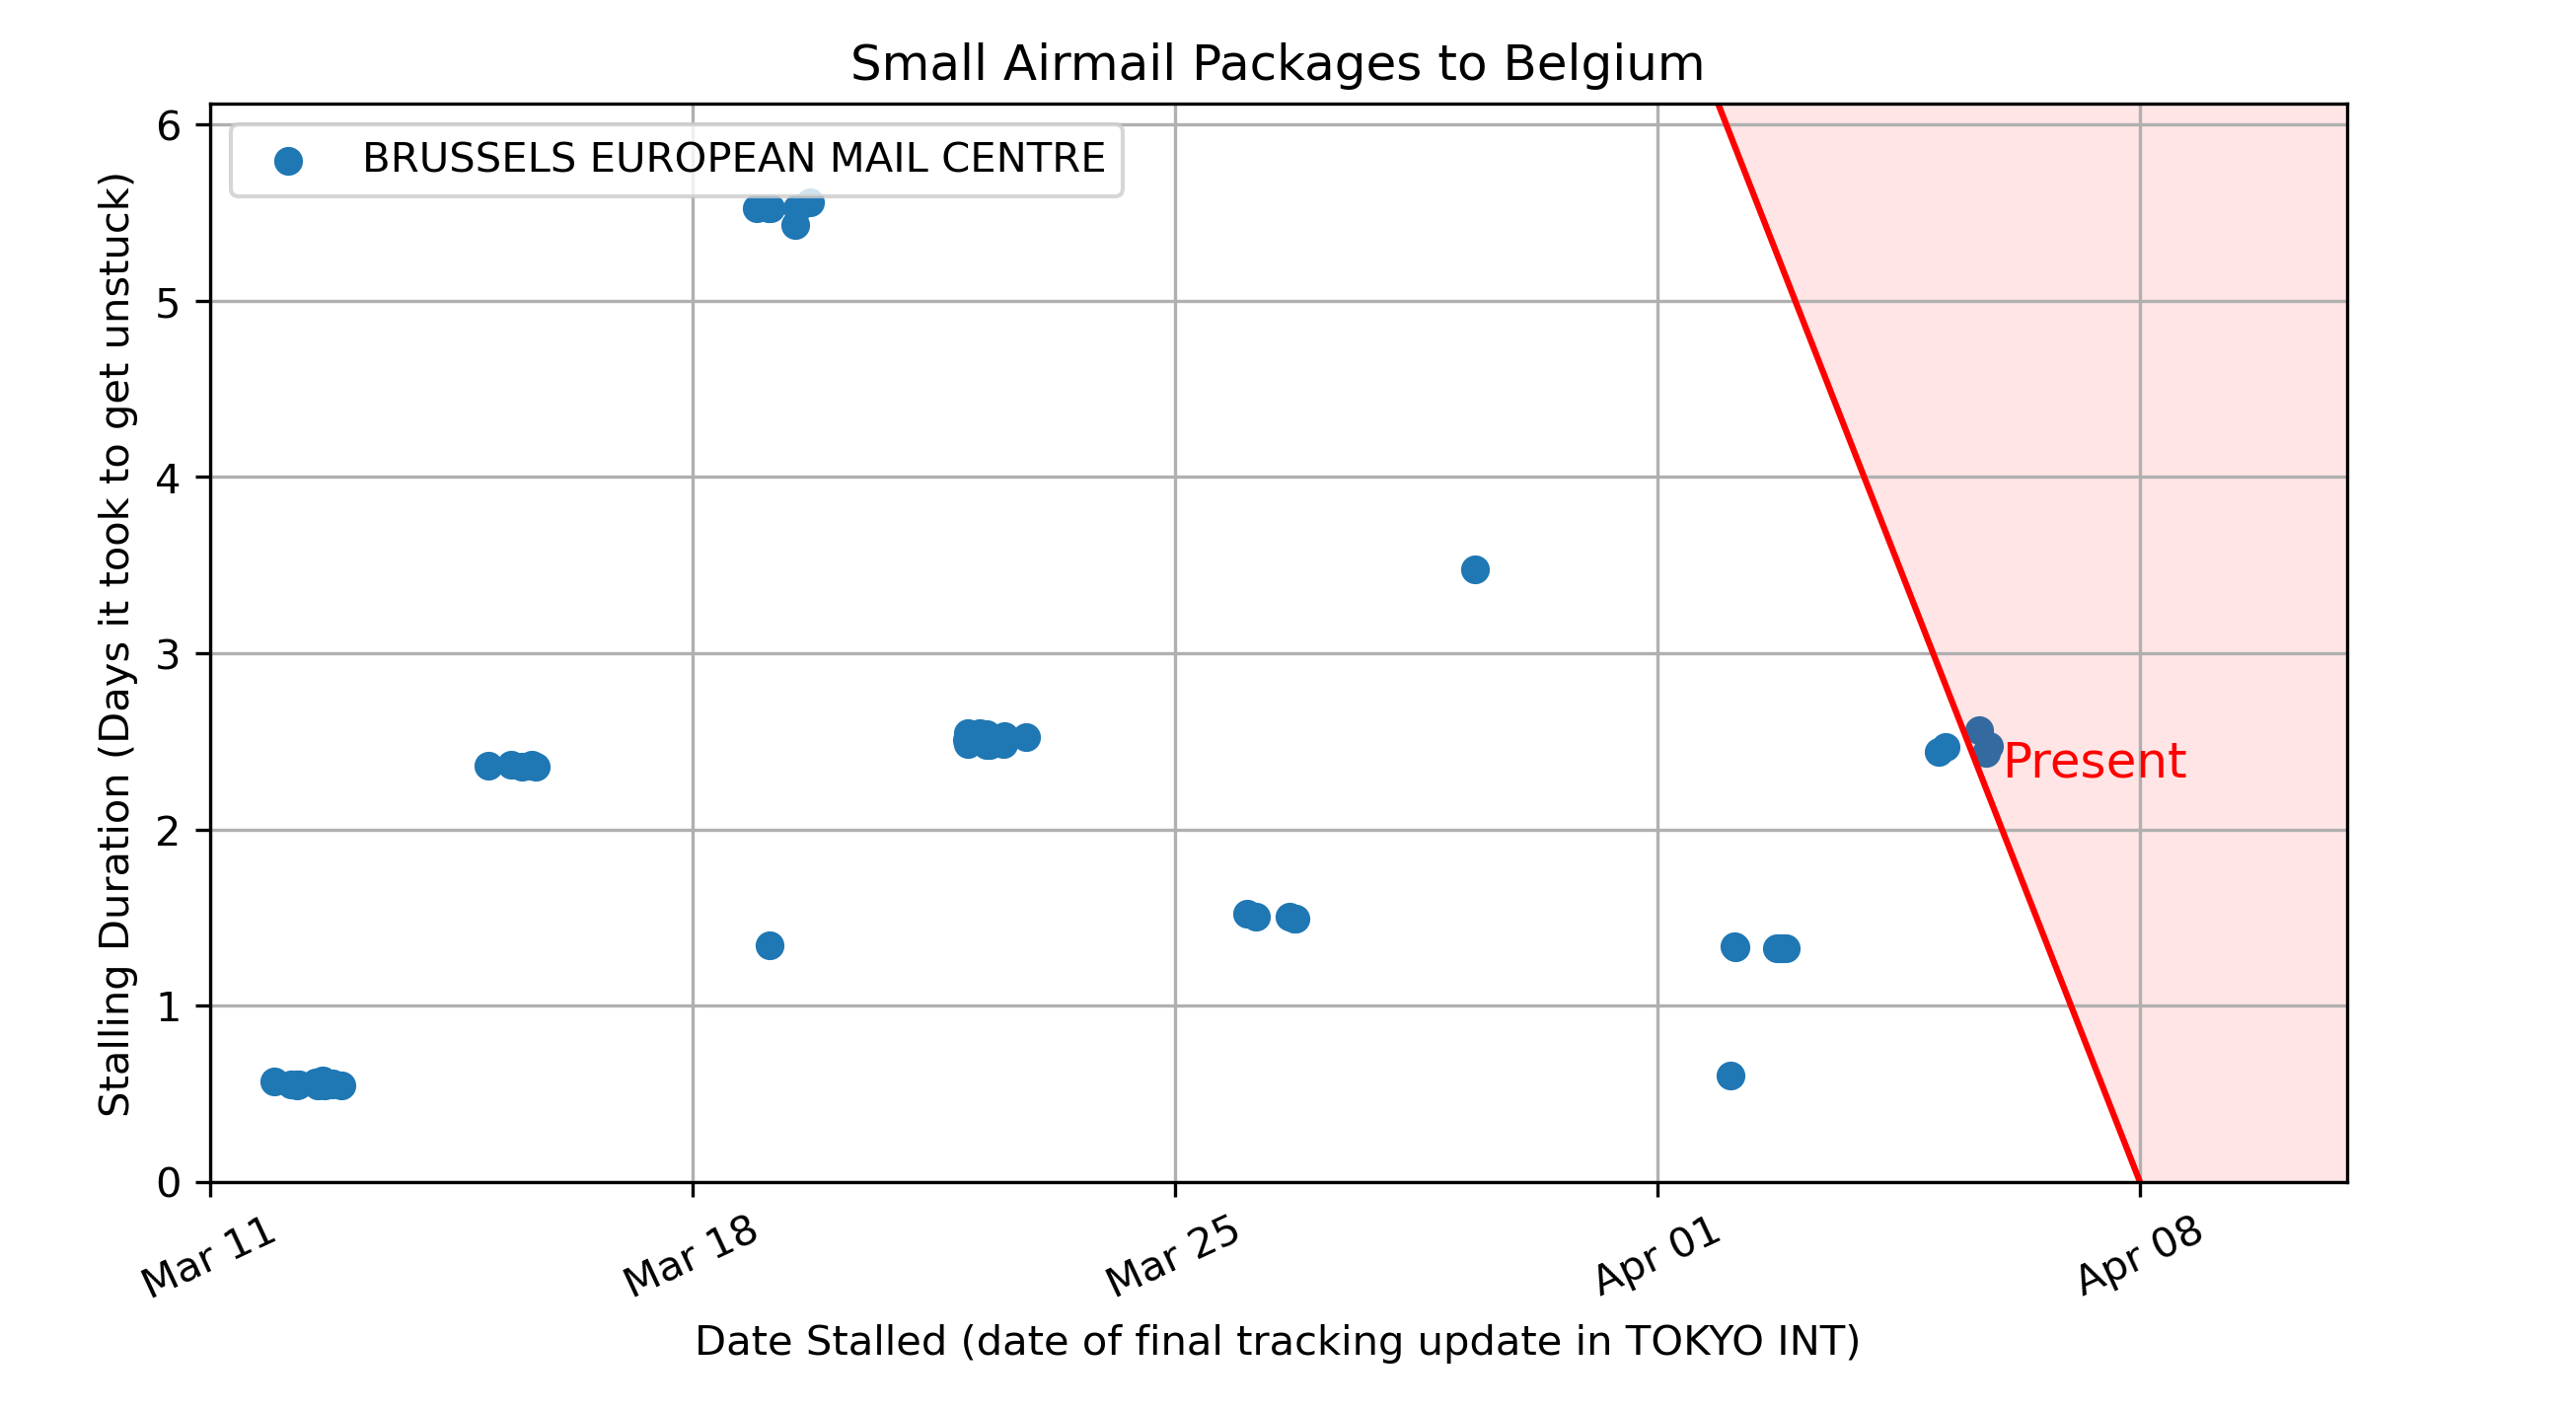 Small Airmail Packages to Belgium
BRUSSELS EUROPEAN MAIL CENTRE
Stalling Duration (Days it took to get unstuck)
6
5
4
3
2
1
0
Present
Mar 11
Mar 18
Mar 25
Apr 01
Apr 08
Date Stalled (date of final tracking update in TOKYO INT)